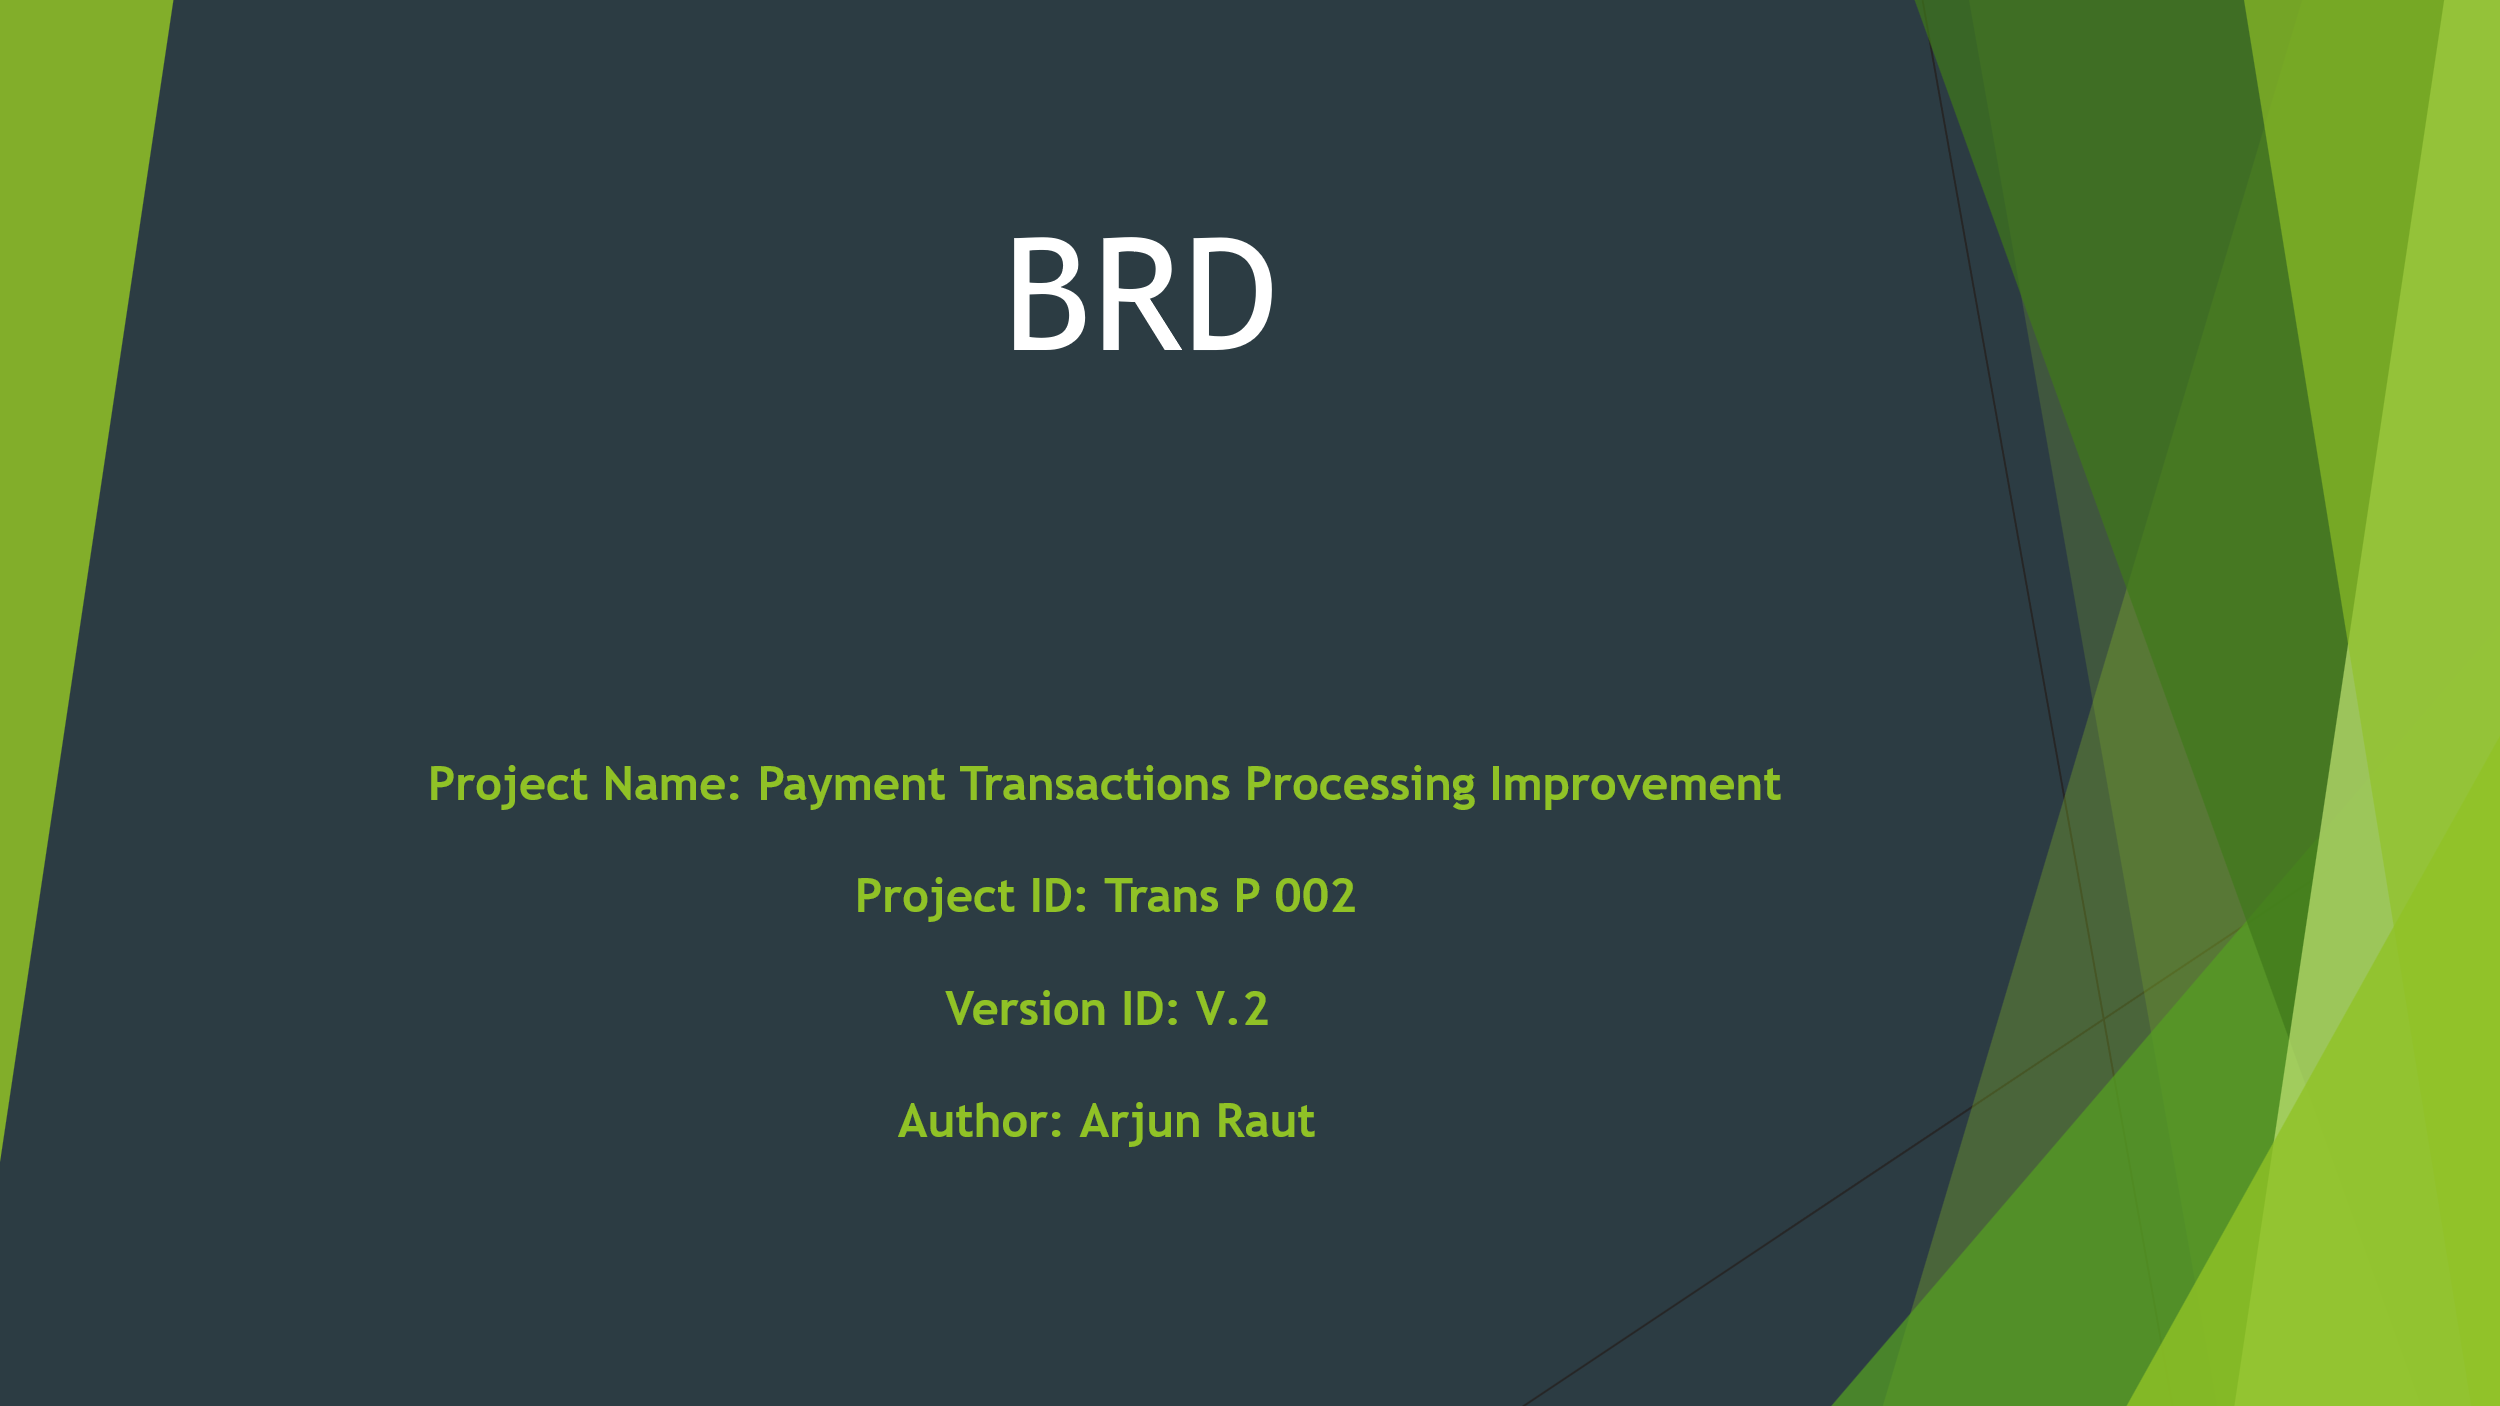 BRD
Project Name: Payment Transactions Processing Improvement
Project ID: Trans P 002
Version ID: V.2
Author: Arjun Raut